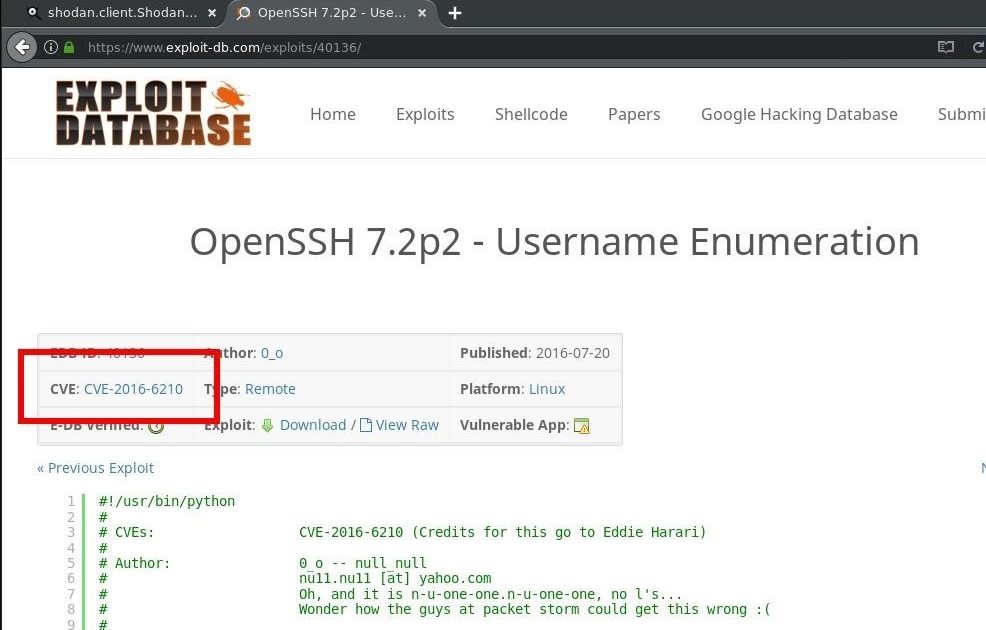 shodan.client.Shodan...
OpenSSH 7.2p2 - Use...
https://www.exploit-db.com/exploits/40136/
EXPLOIT
DATABASE
Home Exploits Shellcode Papers Google Hacking Database Submi
OpenSSH 7.2p2 - Username Enumeration
EDB-ID: 40136 Author: 0_o Published: 2016-07-20
CVE: CVE-2016-6210 Type: Remote Platform: Linux
E-DB Verified: Exploit: Download / View Raw Vulnerable App:
« Previous Exploit N
1 #!/usr/bin/python
2 #
3 # CVEs: CVE-2016-6210 (Credits for this go to Eddie Harari)
4 #
5 # Author: 0_o -- null_null
6 # nu11.nu11 [at] yahoo.com
7 # Oh, and it is n-u-one-one.n-u-one-one, no l's...
8 # Wonder how the guys at packet storm could get this wrong :(
9 #